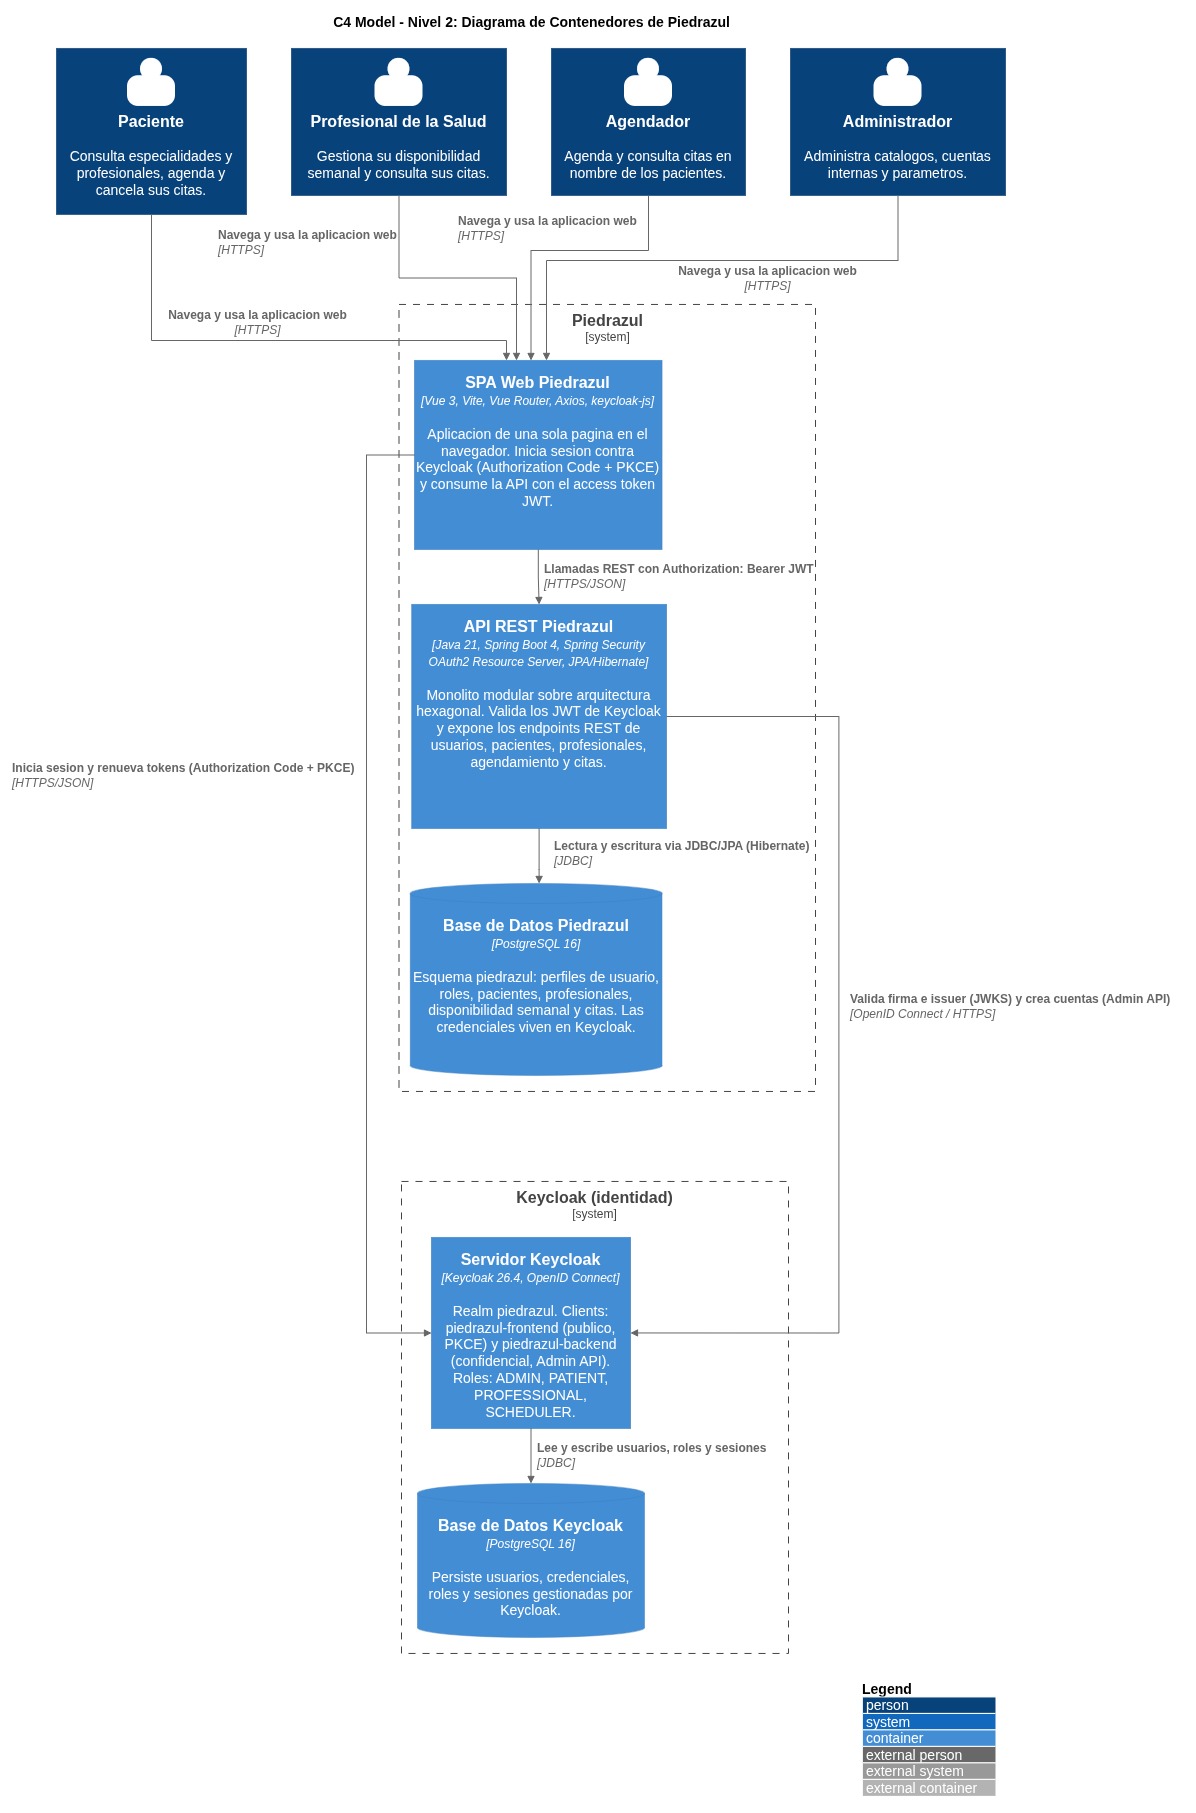 C4 Model - Nivel 2: Diagrama de Contenedores de Piedrazul
Paciente
Consulta especialidades y
profesionales, agenda y
cancela sus citas.
Profesional de la Salud
Gestiona su disponibilidad
semanal y consulta sus citas.
Agendador
Agenda y consulta citas en
nombre de los pacientes.
Administrador
Administra catalogos, cuentas
internas y parametros.
Navega y usa la aplicacion web
[HTTPS]
Navega y usa la aplicacion web
[HTTPS]
Navega y usa la aplicacion web
[HTTPS]
Navega y usa la aplicacion web
[HTTPS]
Piedrazul
[system]
SPA Web Piedrazul
[Vue 3, Vite, Vue Router, Axios, keycloak-js]
Aplicacion de una sola pagina en el
navegador. Inicia sesion contra
Keycloak (Authorization Code + PKCE)
y consume la API con el access token
JWT.
Llamadas REST con Authorization: Bearer JWT
[HTTPS/JSON]
API REST Piedrazul
[Java 21, Spring Boot 4, Spring Security
OAuth2 Resource Server, JPA/Hibernate]
Monolito modular sobre arquitectura
hexagonal. Valida los JWT de Keycloak
y expone los endpoints REST de
usuarios, pacientes, profesionales,
agendamiento y citas.
Inicia sesion y renueva tokens (Authorization Code + PKCE)
[HTTPS/JSON]
Lectura y escritura via JDBC/JPA (Hibernate)
[JDBC]
Base de Datos Piedrazul
[PostgreSQL 16]
Esquema piedrazul: perfiles de usuario,
roles, pacientes, profesionales,
disponibilidad semanal y citas. Las
credenciales viven en Keycloak.
Valida firma e issuer (JWKS) y crea cuentas (Admin API)
[OpenID Connect / HTTPS]
Keycloak (identidad)
[system]
Servidor Keycloak
[Keycloak 26.4, OpenID Connect]
Realm piedrazul. Clients:
piedrazul-frontend (publico,
PKCE) y piedrazul-backend
(confidencial, Admin API).
Roles: ADMIN, PATIENT,
PROFESSIONAL,
SCHEDULER.
Lee y escribe usuarios, roles y sesiones
[JDBC]
Base de Datos Keycloak
[PostgreSQL 16]
Persiste usuarios, credenciales,
roles y sesiones gestionadas por
Keycloak.
Legend
person
system
container
external person
external system
external container